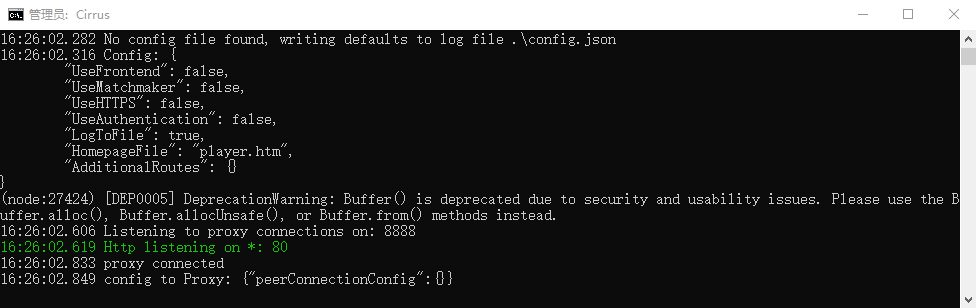 管理员: Cirrus
16:26:02.282 No config file found, writing defaults to log file .\config.json
16:26:02.316 Config: {
"UseFrontend": false,
"UseMatchmaker": false,
"UseHTTPS": false,
"UseAuthentication": false,
"LogToFile": true,
"HomepageFile": "player.htm",
"AdditionalRoutes": {}
}
(node:27424) [DEP0005] DeprecationWarning: Buffer() is deprecated due to security and usability issues. Please use the B
uffer.alloc(), Buffer.allocUnsafe(), or Buffer.from() methods instead.
16:26:02.606 Listening to proxy connections on: 8888
16:26:02.619 Http listening on *: 80
16:26:02.833 proxy connected
16:26:02.849 config to Proxy: {"peerConnectionConfig":{}}